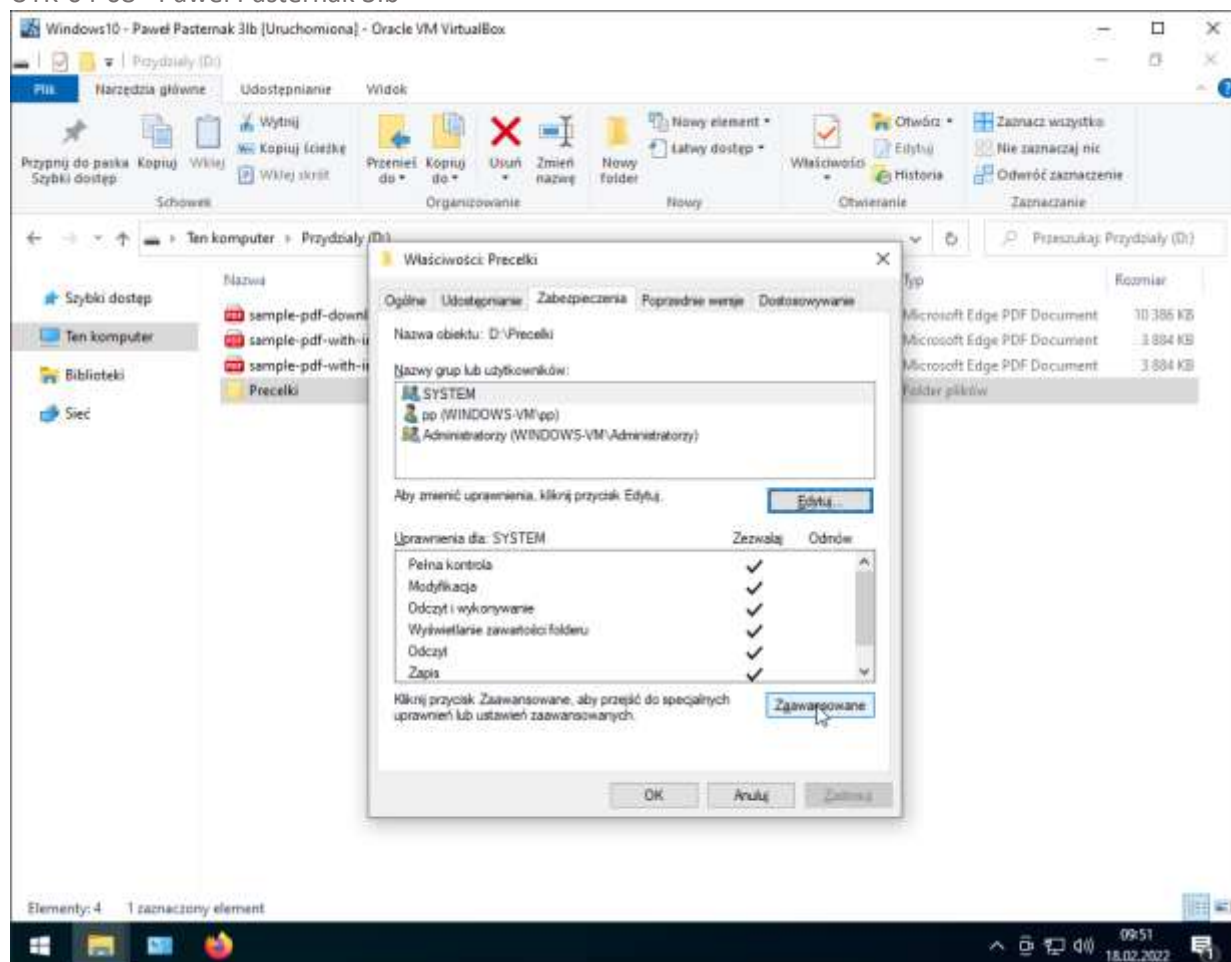 Paweł Pasternak 3lb
Windows10 - Paweł Pasternak 3lb [Uruchomiona] - Oracle VM VirtualBox
Przydziały (D:)
Plik Narzędzia główne Udostępnianie Widok
Przypnij do paska Szybki dostęp
Kopiuj
Wklej
Wytnij
Kopiuj ścieżkę
Wklej skrót
Przenieś do
Kopiuj do
Usuń
Zmień nazwę
Nowy folder
Nowy element
Łatwy dostęp
Właściwości
Otwórz
Edytuj
Historia
Zaznacz wszystko
Nie zaznaczaj nic
Odwróć zaznaczenie
Schowek Organizowanie Nowy Otwieranie Zaznaczanie
Ten komputer Przydziały (D:)
Przeszukaj: Przydziały (D:)
Szybki dostęp
Ten komputer
Biblioteki
Sieć
Nazwa Typ Rozmiar
sample-pdf-downl Microsoft Edge PDF Document 10 386 KB
sample-pdf-with-i Microsoft Edge PDF Document 3 884 KB
sample-pdf-with-i Microsoft Edge PDF Document 3 884 KB
Precelki Folder plików
Właściwości: Precelki
Ogólne Udostępnianie Zabezpieczenia Poprzednie wersje Dostosowywanie
Nazwa obiektu: D:\Precelki
Nazwy grup lub użytkowników:
SYSTEM
pp (WINDOWS-VM\pp)
Administratorzy (WINDOWS-VM\Administratorzy)
Aby zmienić uprawnienia, kliknij przycisk Edytuj.
Edytuj...
Uprawnienia dla: SYSTEM Zezwalaj Odmów
Pełna kontrola
Modyfikacja
Odczyt i wykonywanie
Wyświetlanie zawartości folderu
Odczyt
Zapis
Kliknij przycisk Zaawansowane, aby przejść do specjalnych
uprawnień lub ustawień zaawansowanych.
Zaawansowane
OK Anuluj Zastosuj
Elementy: 4 1 zaznaczony element
09:51
18.02.2022